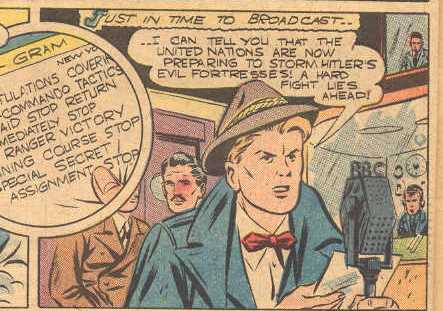 JUST IN TIME TO BROADCAST..
..I CAN TELL YOU THAT THE
UNITED NATIONS ARE NOW
PREPARING TO STORM HITLER'S
EVIL FORTRESSES! A HARD
FIGHT LIES
AHEAD!
GRAM
NEW YO
TULATIONS COVERIN
COMMANDO TACTICS
AID STOP RETURN
MEDIATELY STOP
RANGER VICTORY
NING COURSE STOP
PECIAL SECRET
ASSIGNMENT STOP
BBC